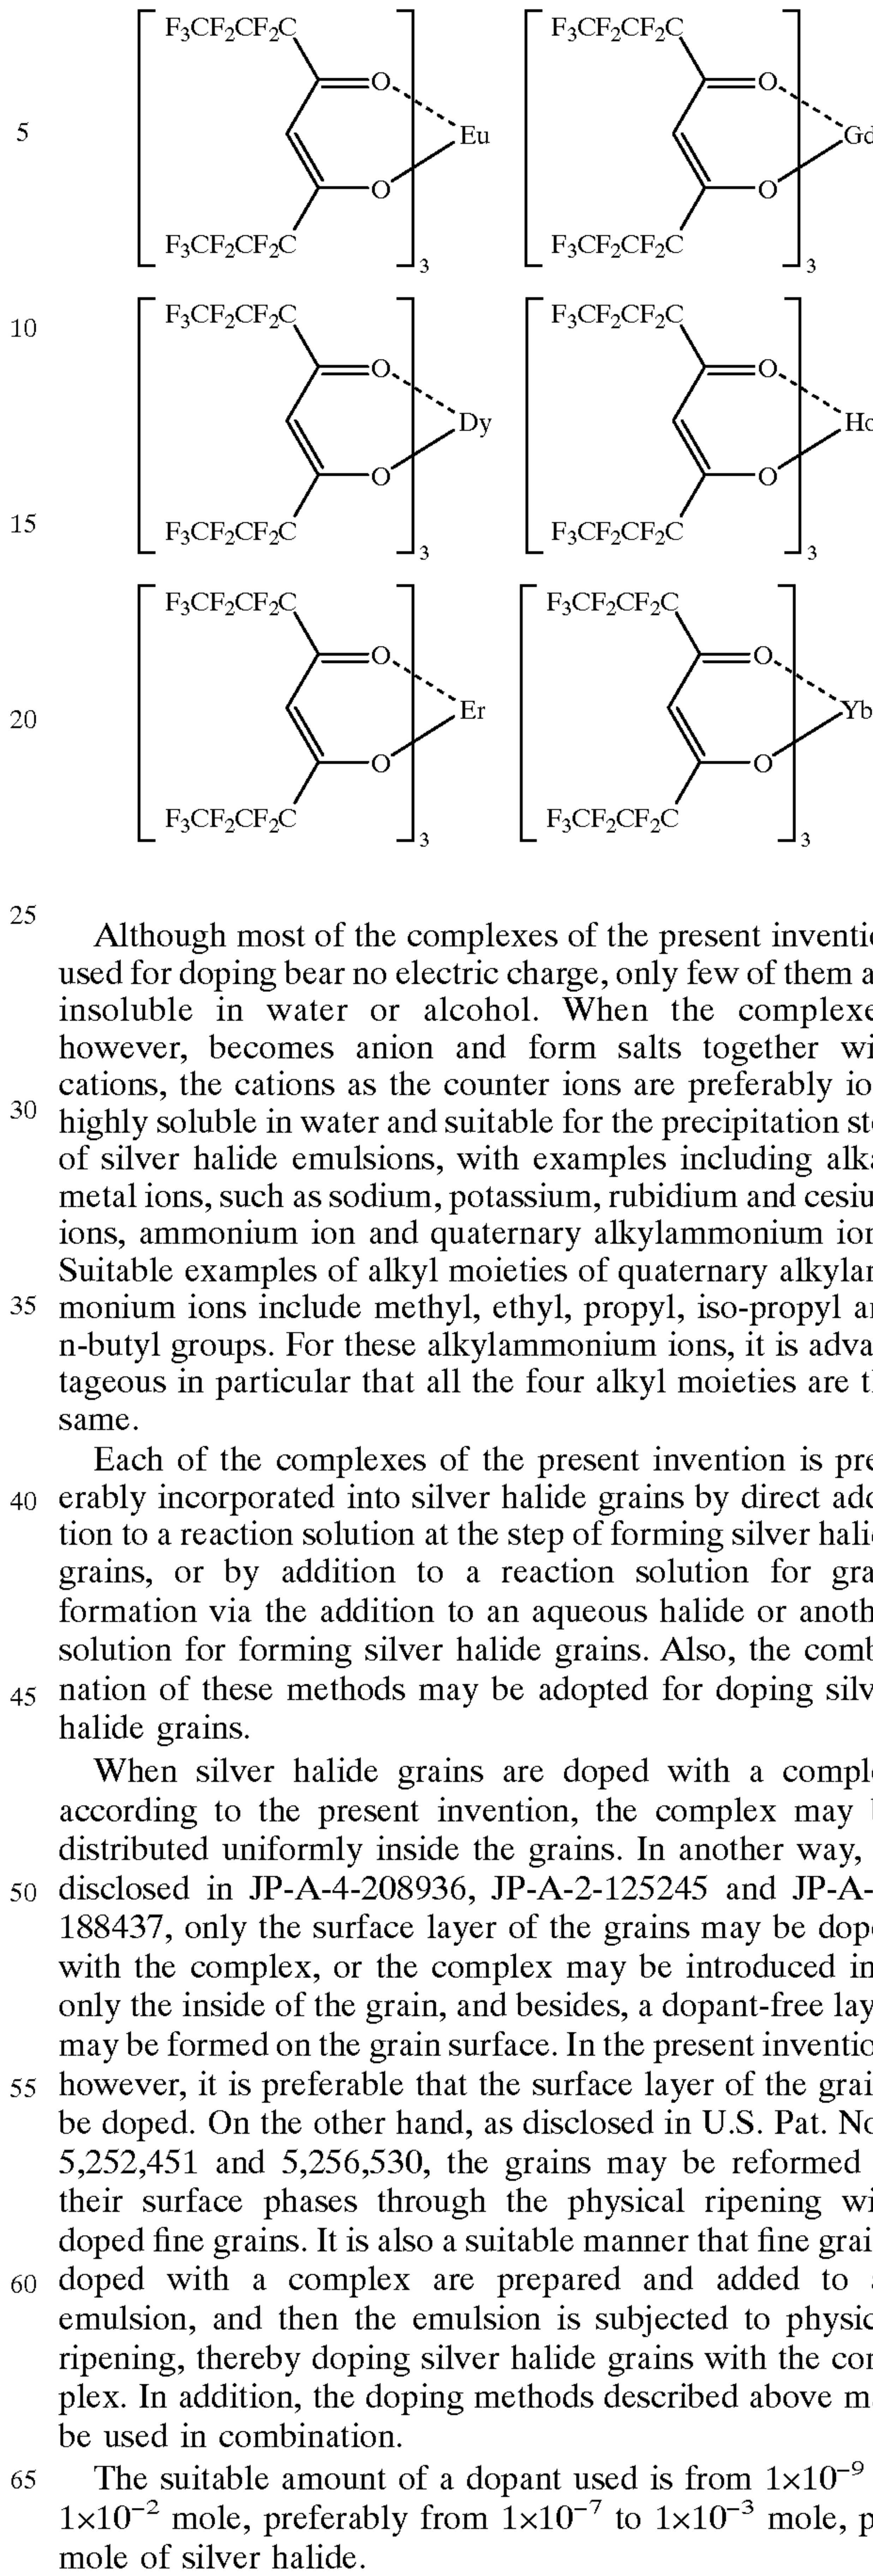 F₃CF₂CF₂C F₃CF₂CF₂C
O O
5 Eu Gd
O O
F₃CF₂CF₂C F₃CF₂CF₂C
3 3
10 F₃CF₂CF₂C F₃CF₂CF₂C
O O
Dy Ho
O O
15 F₃CF₂CF₂C F₃CF₂CF₂C
3 3
F₃CF₂CF₂C F₃CF₂CF₂C
O O
20 Er Yb
O O
F₃CF₂CF₂C F₃CF₂CF₂C
3 3
25
Although most of the complexes of the present inventi
used for doping bear no electric charge, only few of them a
insoluble in water or alcohol. When the complexe
however, becomes anion and form salts together wi
cations, the cations as the counter ions are preferably io
30 highly soluble in water and suitable for the precipitation st
of silver halide emulsions, with examples including alk
metal ions, such as sodium, potassium, rubidium and cesiu
ions, ammonium ion and quaternary alkylammonium ion
Suitable examples of alkyl moieties of quaternary alkylam
35 monium ions include methyl, ethyl, propyl, iso-propyl an
n-butyl groups. For these alkylammonium ions, it is adva
tageous in particular that all the four alkyl moieties are th
same.
Each of the complexes of the present invention is pre
40 erably incorporated into silver halide grains by direct add
tion to a reaction solution at the step of forming silver halid
grains, or by addition to a reaction solution for gra
formation via the addition to an aqueous halide or anoth
solution for forming silver halide grains. Also, the comb
45 nation of these methods may be adopted for doping silv
halide grains.
When silver halide grains are doped with a comple
according to the present invention, the complex may b
distributed uniformly inside the grains. In another way,
50 disclosed in JP-A-4-208936, JP-A-2-125245 and JP-A-
188437, only the surface layer of the grains may be dope
with the complex, or the complex may be introduced in
only the inside of the grain, and besides, a dopant-free lay
may be formed on the grain surface. In the present inventio
55 however, it is preferable that the surface layer of the grai
be doped. On the other hand, as disclosed in U.S. Pat. No
5,252,451 and 5,256,530, the grains may be reformed
their surface phases through the physical ripening wi
doped fine grains. It is also a suitable manner that fine grai
60 doped with a complex are prepared and added to a
emulsion, and then the emulsion is subjected to physic
ripening, thereby doping silver halide grains with the com
plex. In addition, the doping methods described above ma
be used in combination.
65 The suitable amount of a dopant used is from 1×10⁻⁹
1×10⁻² mole, preferably from 1×10⁻⁷ to 1×10⁻³ mole, p
mole of silver halide.